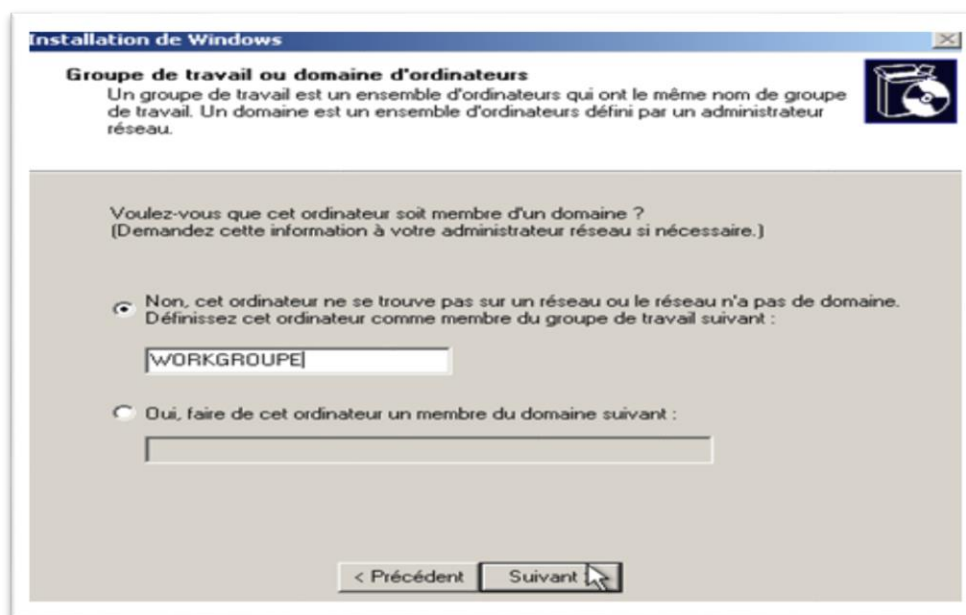 Installation de Windows
Groupe de travail ou domaine d'ordinateurs
Un groupe de travail est un ensemble d'ordinateurs qui ont le même nom de groupe
de travail. Un domaine est un ensemble d'ordinateurs défini par un administrateur
réseau.
Voulez-vous que cet ordinateur soit membre d'un domaine ?
(Demandez cette information à votre administrateur réseau si nécessaire.)
Non, cet ordinateur ne se trouve pas sur un réseau ou le réseau n'a pas de domaine.
Définissez cet ordinateur comme membre du groupe de travail suivant :
WORKGROUPE
Oui, faire de cet ordinateur un membre du domaine suivant :
< Précédent
Suivant >